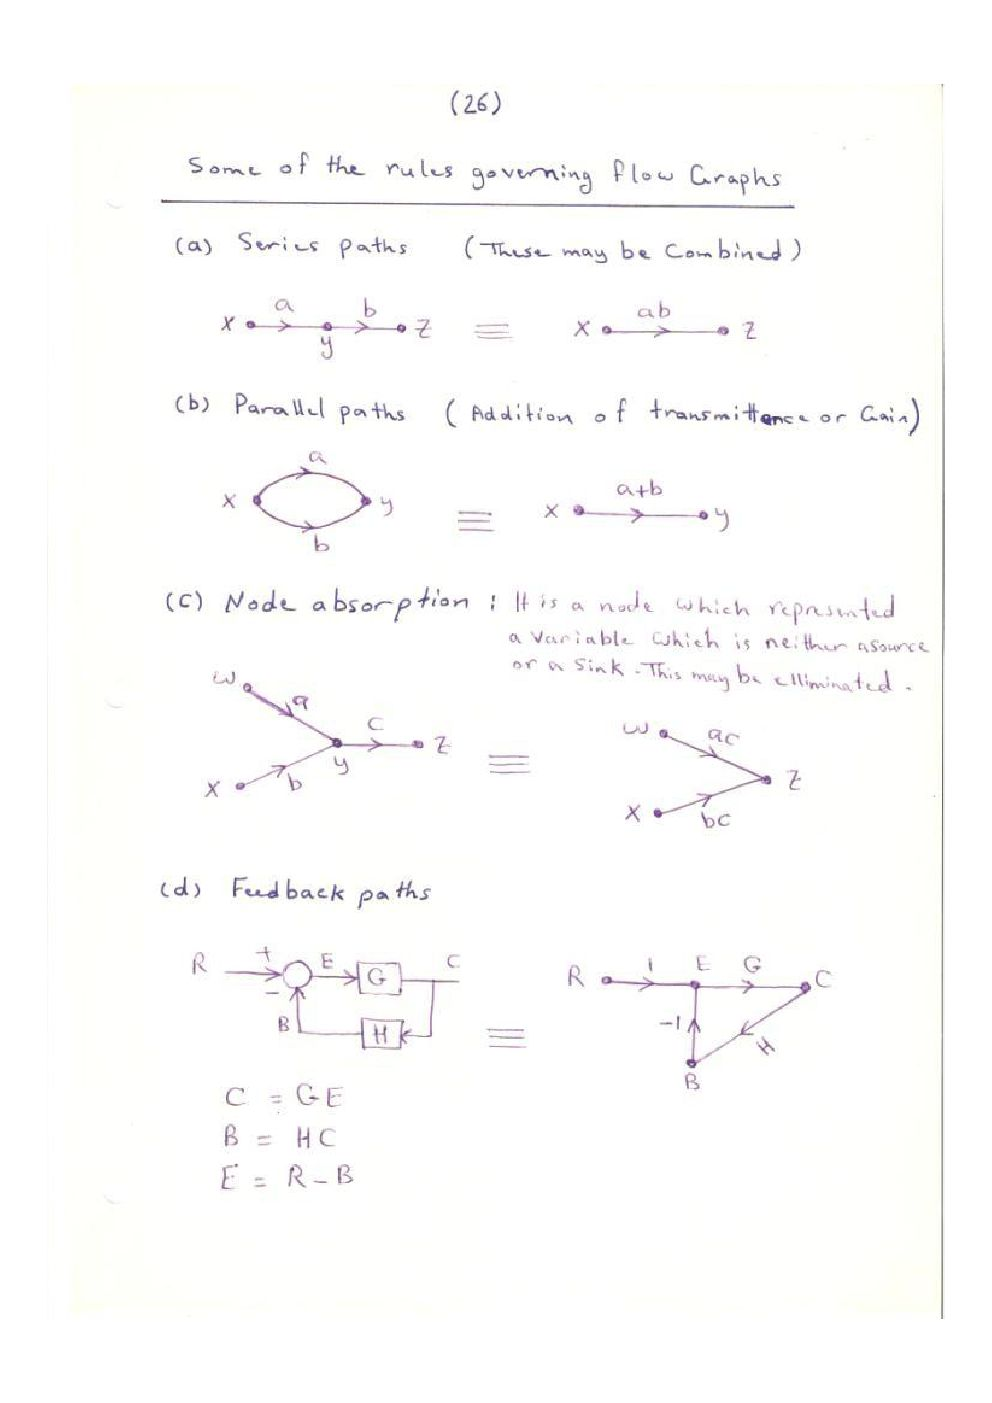 (26)
Some of the rules governing flow Graphs
(a) Series paths (These may be Combined)
X a y b Z ≡ X ab Z
(b) Parallel paths (Addition of transmittence or Gain)
X a b y ≡ X a+b y
(C) Node absorption : It is a node which represented
a variable which is neither asource
or a sink - This may be elliminated .
w a X b y C Z ≡ w ac X bc Z
(d) Feedback paths
R + - E G C B H ≡ R 1 E G C -1 H B
C = GE
B = HC
E = R - B